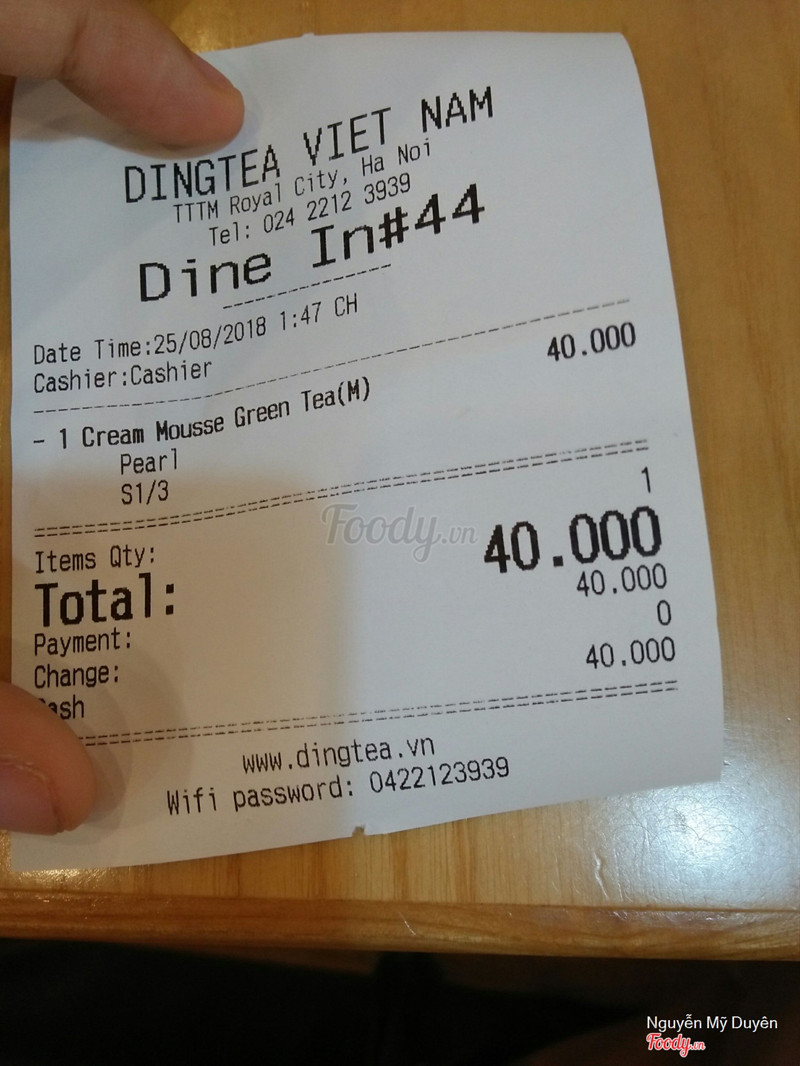 DINGTEA VIET NAM
TTTM Royal City, Ha Noi
Tel: 024 2212 3939
Dine In#44
Date Time:25/08/2018 1:47 CH
Cashier:Cashier
- 1 Cream Mousse Green Tea(M) 40.000
Pearl
S1/3
Items Qty: 1
Total: 40.000
Payment: 40.000
Change: 0
Cash 40.000
www.dingtea.vn
Wifi password: 0422123939
Foody.vn
Nguyễn Mỹ Duyên
Foody.vn